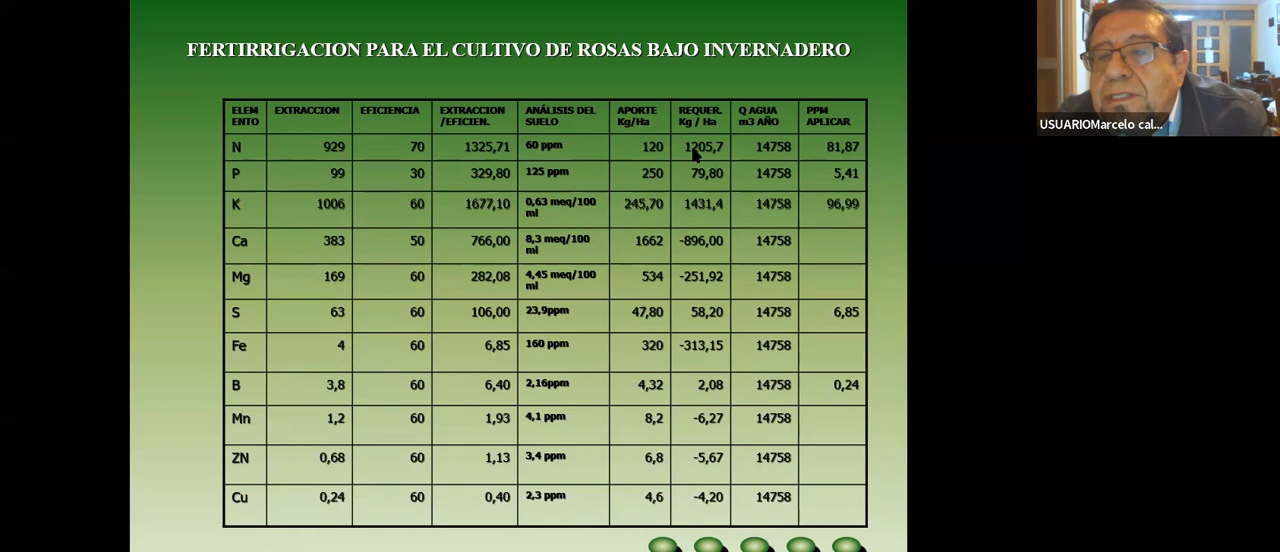 FERTIRRIGACION PARA EL CULTIVO DE ROSAS BAJO INVERNADERO
USUARIOMarcelo cal...
ELEMENTO EXTRACCION EFICIENCIA EXTRACCION /EFICIEN. ANÁLISIS DEL SUELO APORTE Kg/Ha REQUER. Kg / Ha Q AGUA m3 AÑO PPM APLICAR
N 929 70 1325,71 60 ppm 120 1205,7 14758 81,87
P 99 30 329,80 125 ppm 250 79,80 14758 5,41
K 1006 60 1677,10 0,63 meq/100 ml 245,70 1431,4 14758 96,99
Ca 383 50 766,00 8,3 meq/100 ml 1662 -896,00 14758
Mg 169 60 282,08 4,45 meq/100 ml 534 -251,92 14758
S 63 60 106,00 23,9ppm 47,80 58,20 14758 6,85
Fe 4 60 6,85 160 ppm 320 -313,15 14758
B 3,8 60 6,40 2,16ppm 4,32 2,08 14758 0,24
Mn 1,2 60 1,93 4,1 ppm 8,2 -6,27 14758
ZN 0,68 60 1,13 3,4 ppm 6,8 -5,67 14758
Cu 0,24 60 0,40 2,3 ppm 4,6 -4,20 14758